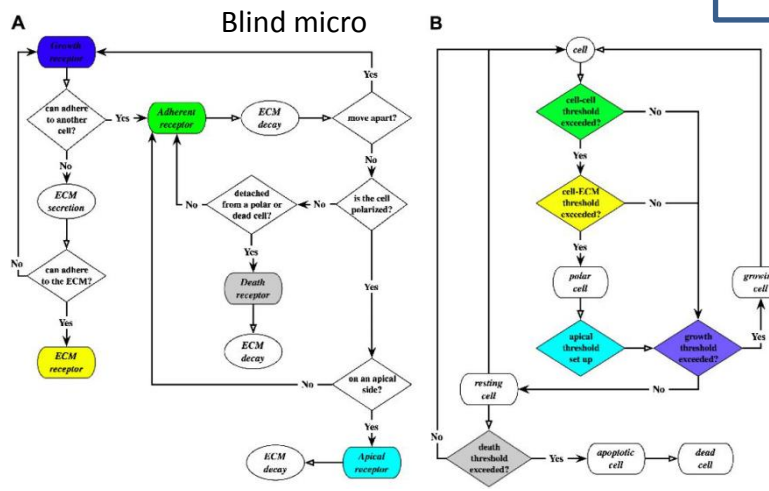 Blind micro
A
Growth
receptor
can adhere
to another
cell?
Yes
No
ECM
secretion
can adhere
to the ECM?
No
Yes
ECM
receptor
Adherent
receptor
ECM
decay
move apart?
Yes
No
is the cell
polarized?
No
detached
from a polar or
dead cell?
No
Yes
Death
receptor
ECM
decay
Yes
on an apical
side?
No
Yes
Apical
receptor
ECM
decay
B
cell
cell-cell
threshold
exceeded?
No
Yes
cell-ECM
threshold
exceeded?
No
Yes
polar
cell
apical
threshold
set up
growth
threshold
exceeded?
Yes
growing
cell
No
resting
cell
death
threshold
exceeded?
No
Yes
apoptotic
cell
dead
cell